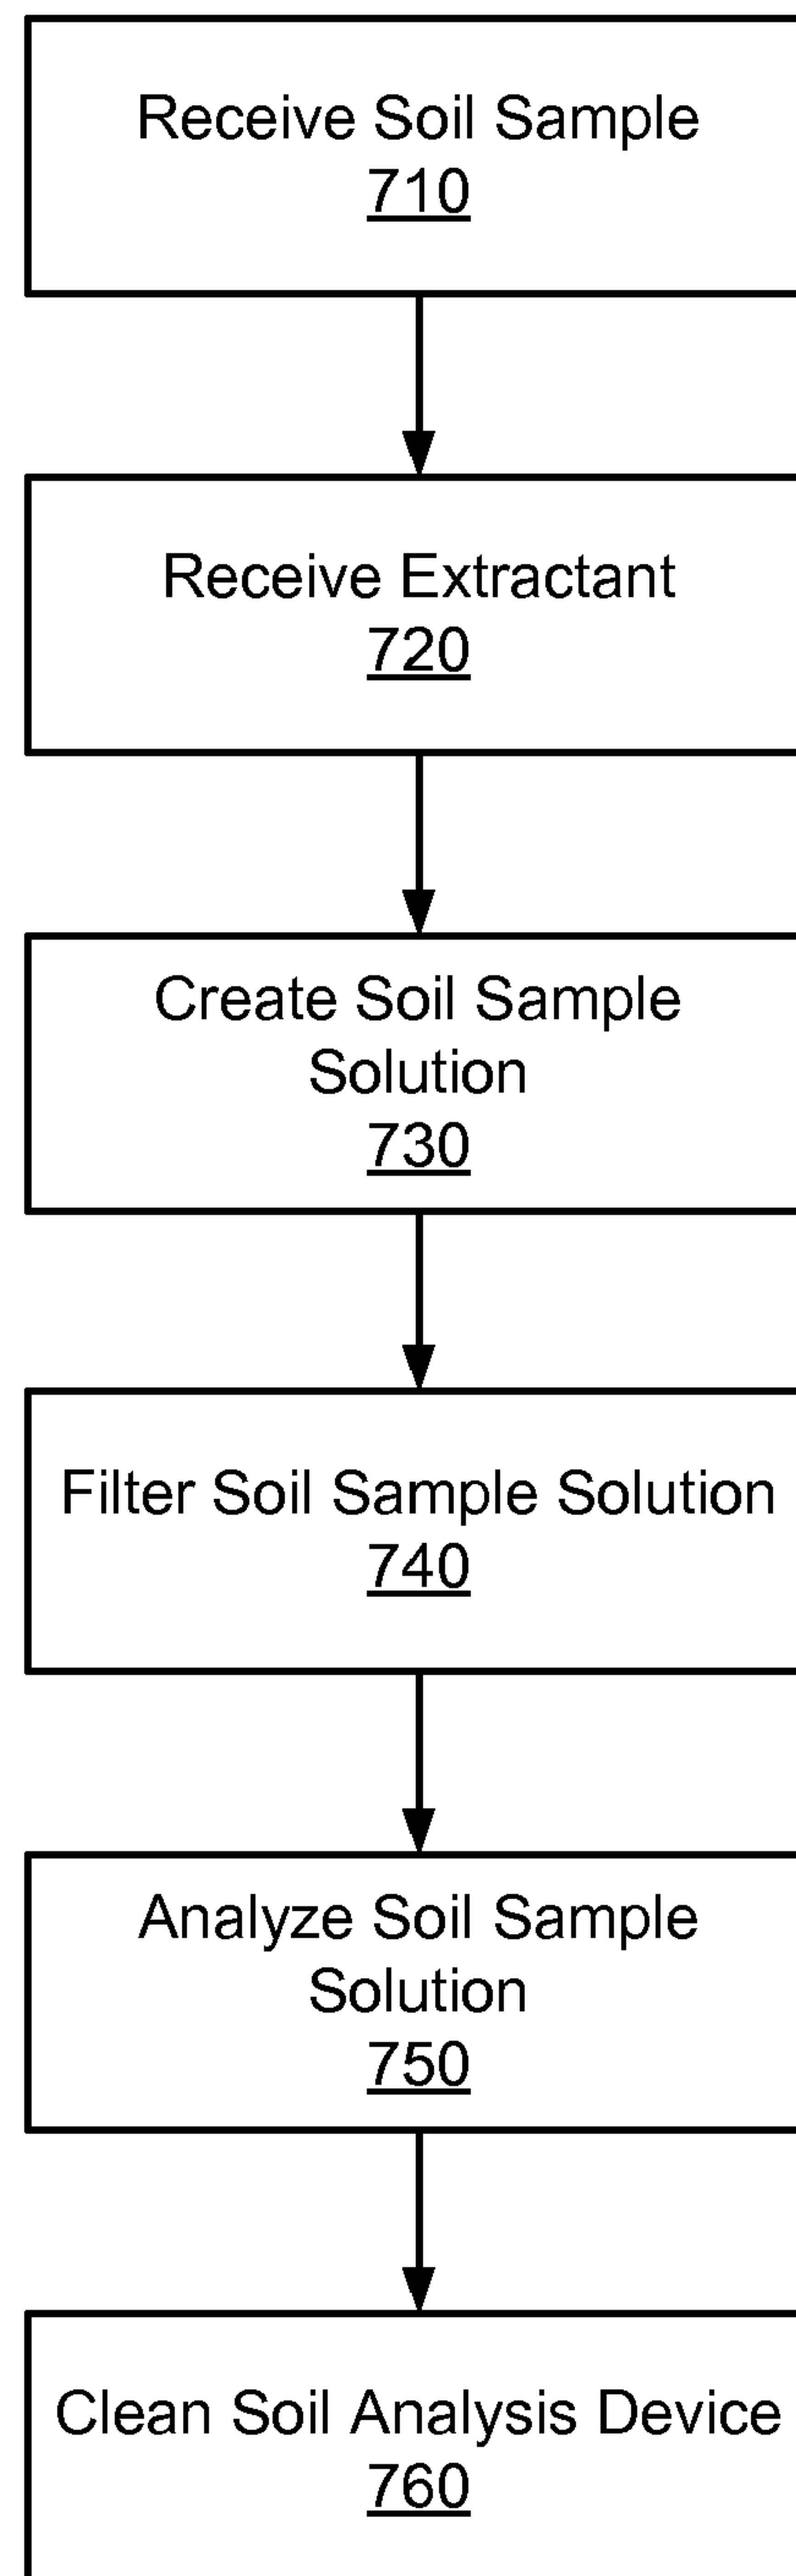 Receive Soil Sample
710
Receive Extractant
720
Create Soil Sample
Solution
730
Filter Soil Sample Solution
740
Analyze Soil Sample
Solution
750
Clean Soil Analysis Device
760